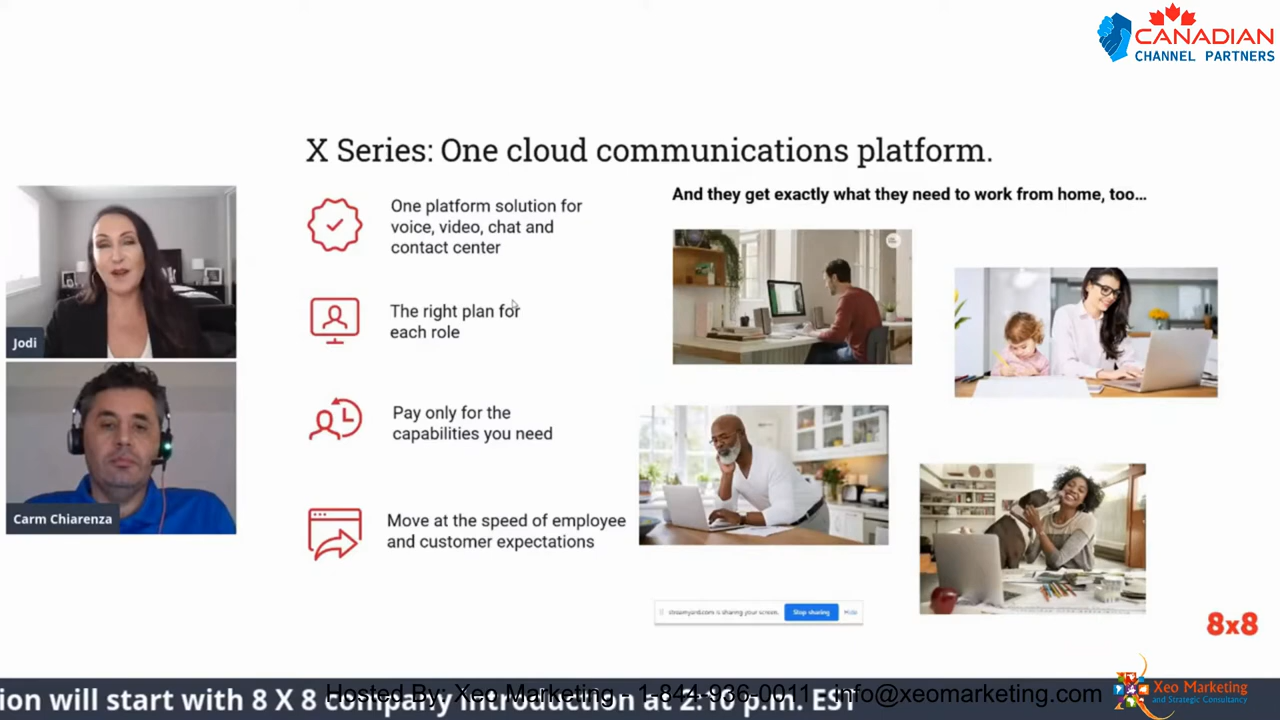 CANADIAN
CHANNEL PARTNERS
X Series: One cloud communications platform.
And they get exactly what they need to work from home, too...
One platform solution for
voice, video, chat and
contact center
The right plan for
each role
Pay only for the
capabilities you need
Move at the speed of employee
and customer expectations
Jodi
Carm Chiarenza
streamyard.com is sharing your screen.
Stop sharing
Hide
8x8
ion will start with 8 X 8 company introduction at 2:10 p.m. EST
Hosted By: Xeo Marketing - 1-844-936-0011 - info@xeomarketing.com
Xeo Marketing
and Strategic Consultancy